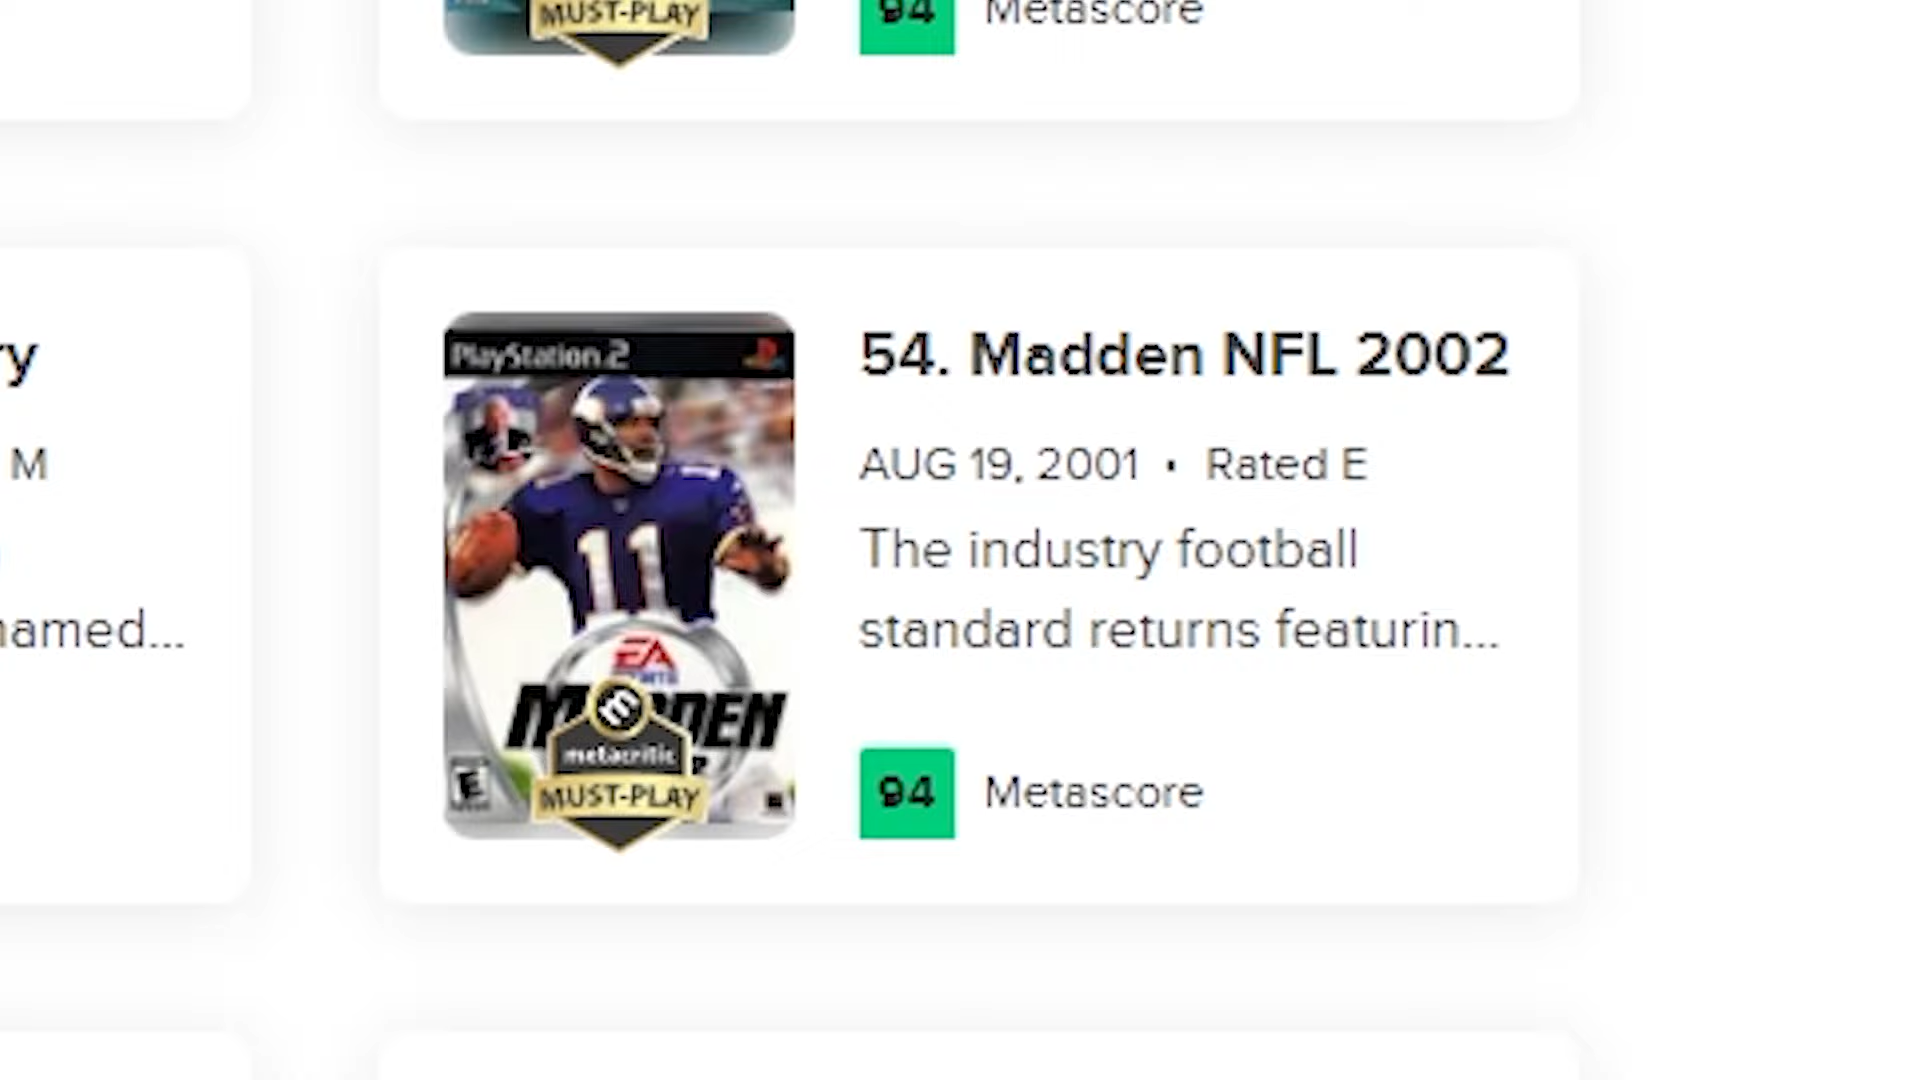 MUST-PLAY
94 Metascore
ry
M
named...
PlayStation 2
11
EA
MADDEN
metacritic
MUST-PLAY
E
54. Madden NFL 2002
AUG 19, 2001 • Rated E
The industry football
standard returns featurin...
94 Metascore